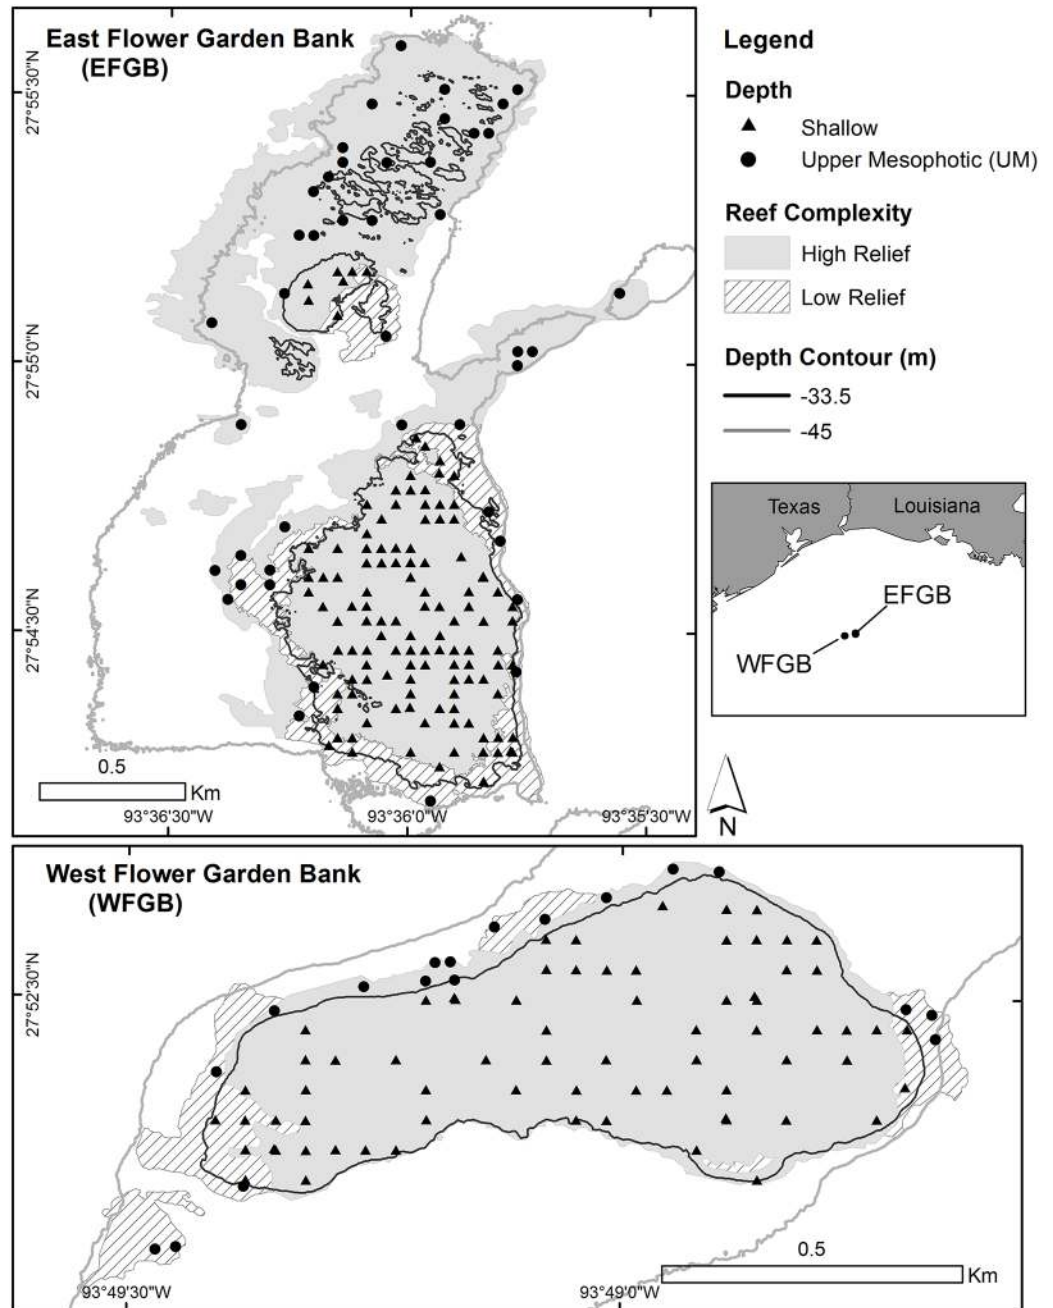 East Flower Garden Bank
(EFGB)
27°55'30"N
27°55'0"N
27°54'30"N
0.5
Km
93°36'30"W
93°36'0"W
93°35'30"W
Legend
Depth
Shallow
Upper Mesophotic (UM)
Reef Complexity
High Relief
Low Relief
Depth Contour (m)
-33.5
-45
Texas
Louisiana
EFGB
WFGB
N
West Flower Garden Bank
(WFGB)
27°52'30"N
0.5
Km
93°49'30"W
93°49'0"W